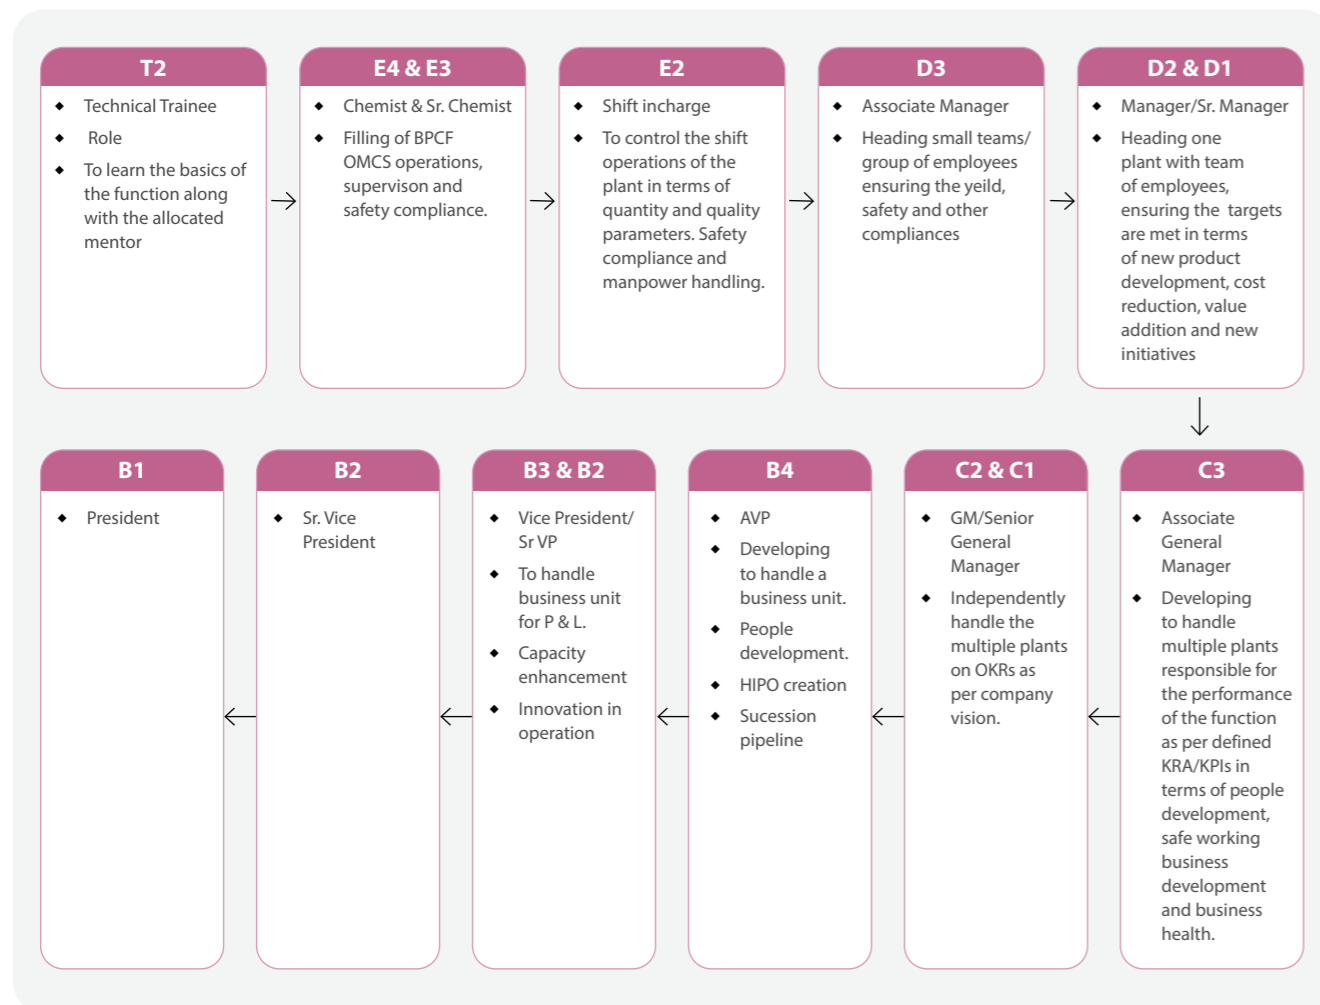 T2
Technical Trainee
Role
To learn the basics of
the function along
with the allocated
mentor
E4 & E3
Chemist & Sr. Chemist
Filling of BPCF
OMCS operations,
supervison and
safety compliance.
E2
Shift incharge
To control the shift
operations of the
plant in terms of
quantity and quality
parameters. Safety
compliance and
manpower handling.
D3
Associate Manager
Heading small teams/
group of employees
ensuring the yeild,
safety and other
compliances
D2 & D1
Manager/Sr. Manager
Heading one
plant with team
of employees,
ensuring the targets
are met in terms
of new product
development, cost
reduction, value
addition and new
initiatives
C3
Associate
General
Manager
Developing
to handle
multiple plants
responsible for
the performance
of the function
as per defined
KRA/KPIs in
terms of people
development,
safe working
business
development
and business
health.
C2 & C1
GM/Senior
General
Manager
Independently
handle the
multiple plants
on OKRs as
per company
vision.
B4
AVP
Developing
to handle a
business unit.
People
development.
HIPO creation
Sucession
pipeline
B3 & B2
Vice President/
Sr VP
To handle
business unit
for P & L.
Capacity
enhancement
Innovation in
operation
B2
Sr. Vice
President
B1
President